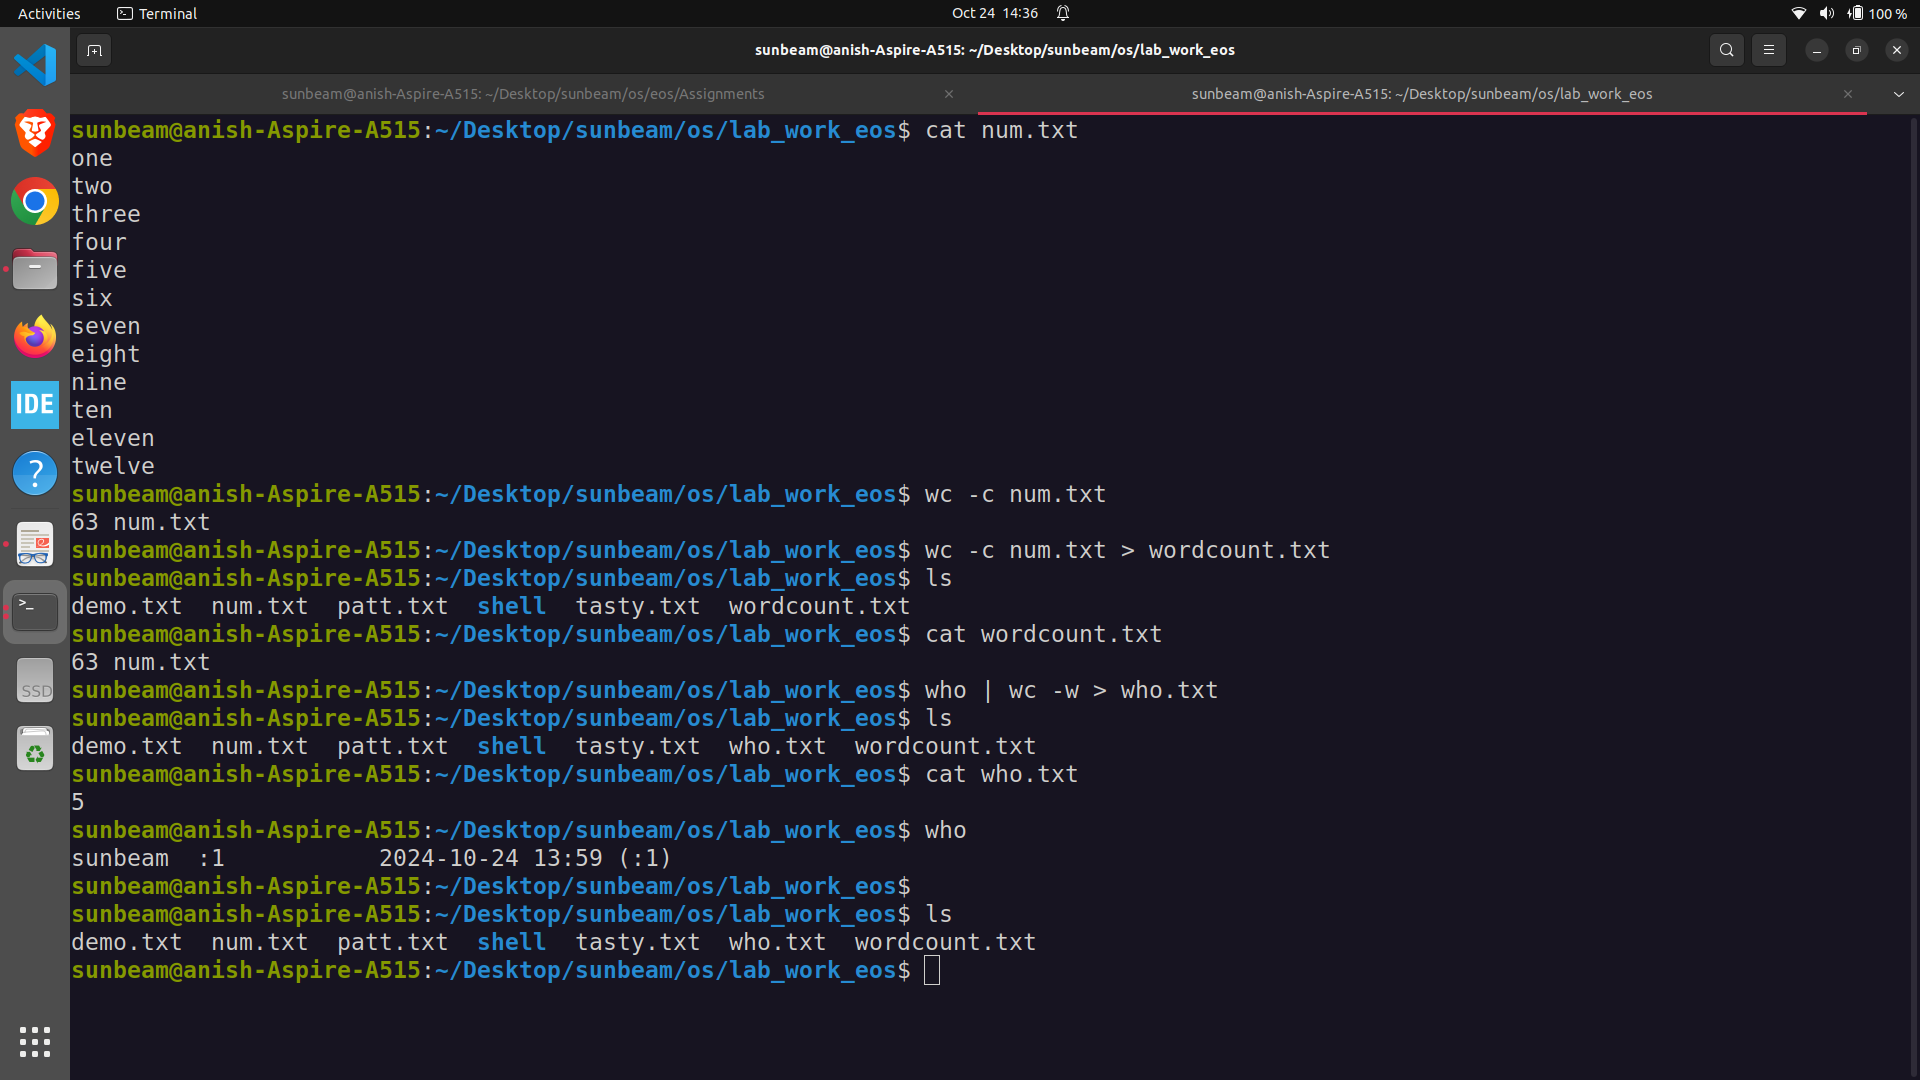 Activities
Terminal
Oct 24 14:36
100 %
sunbeam@anish-Aspire-A515: ~/Desktop/sunbeam/os/lab_work_eos
sunbeam@anish-Aspire-A515: ~/Desktop/sunbeam/os/eos/Assignments
sunbeam@anish-Aspire-A515: ~/Desktop/sunbeam/os/lab_work_eos
sunbeam@anish-Aspire-A515:~/Desktop/sunbeam/os/lab_work_eos$ cat num.txt
one
two
three
four
five
six
seven
eight
nine
ten
eleven
twelve
sunbeam@anish-Aspire-A515:~/Desktop/sunbeam/os/lab_work_eos$ wc -c num.txt
63 num.txt
sunbeam@anish-Aspire-A515:~/Desktop/sunbeam/os/lab_work_eos$ wc -c num.txt > wordcount.txt
sunbeam@anish-Aspire-A515:~/Desktop/sunbeam/os/lab_work_eos$ ls
demo.txt  num.txt  patt.txt  shell  tasty.txt  wordcount.txt
sunbeam@anish-Aspire-A515:~/Desktop/sunbeam/os/lab_work_eos$ cat wordcount.txt
63 num.txt
sunbeam@anish-Aspire-A515:~/Desktop/sunbeam/os/lab_work_eos$ who | wc -w > who.txt
sunbeam@anish-Aspire-A515:~/Desktop/sunbeam/os/lab_work_eos$ ls
demo.txt  num.txt  patt.txt  shell  tasty.txt  who.txt  wordcount.txt
sunbeam@anish-Aspire-A515:~/Desktop/sunbeam/os/lab_work_eos$ cat who.txt
5
sunbeam@anish-Aspire-A515:~/Desktop/sunbeam/os/lab_work_eos$ who
sunbeam  :1           2024-10-24 13:59 (:1)
sunbeam@anish-Aspire-A515:~/Desktop/sunbeam/os/lab_work_eos$
sunbeam@anish-Aspire-A515:~/Desktop/sunbeam/os/lab_work_eos$ ls
demo.txt  num.txt  patt.txt  shell  tasty.txt  who.txt  wordcount.txt
sunbeam@anish-Aspire-A515:~/Desktop/sunbeam/os/lab_work_eos$
IDE
?
>_
SSD